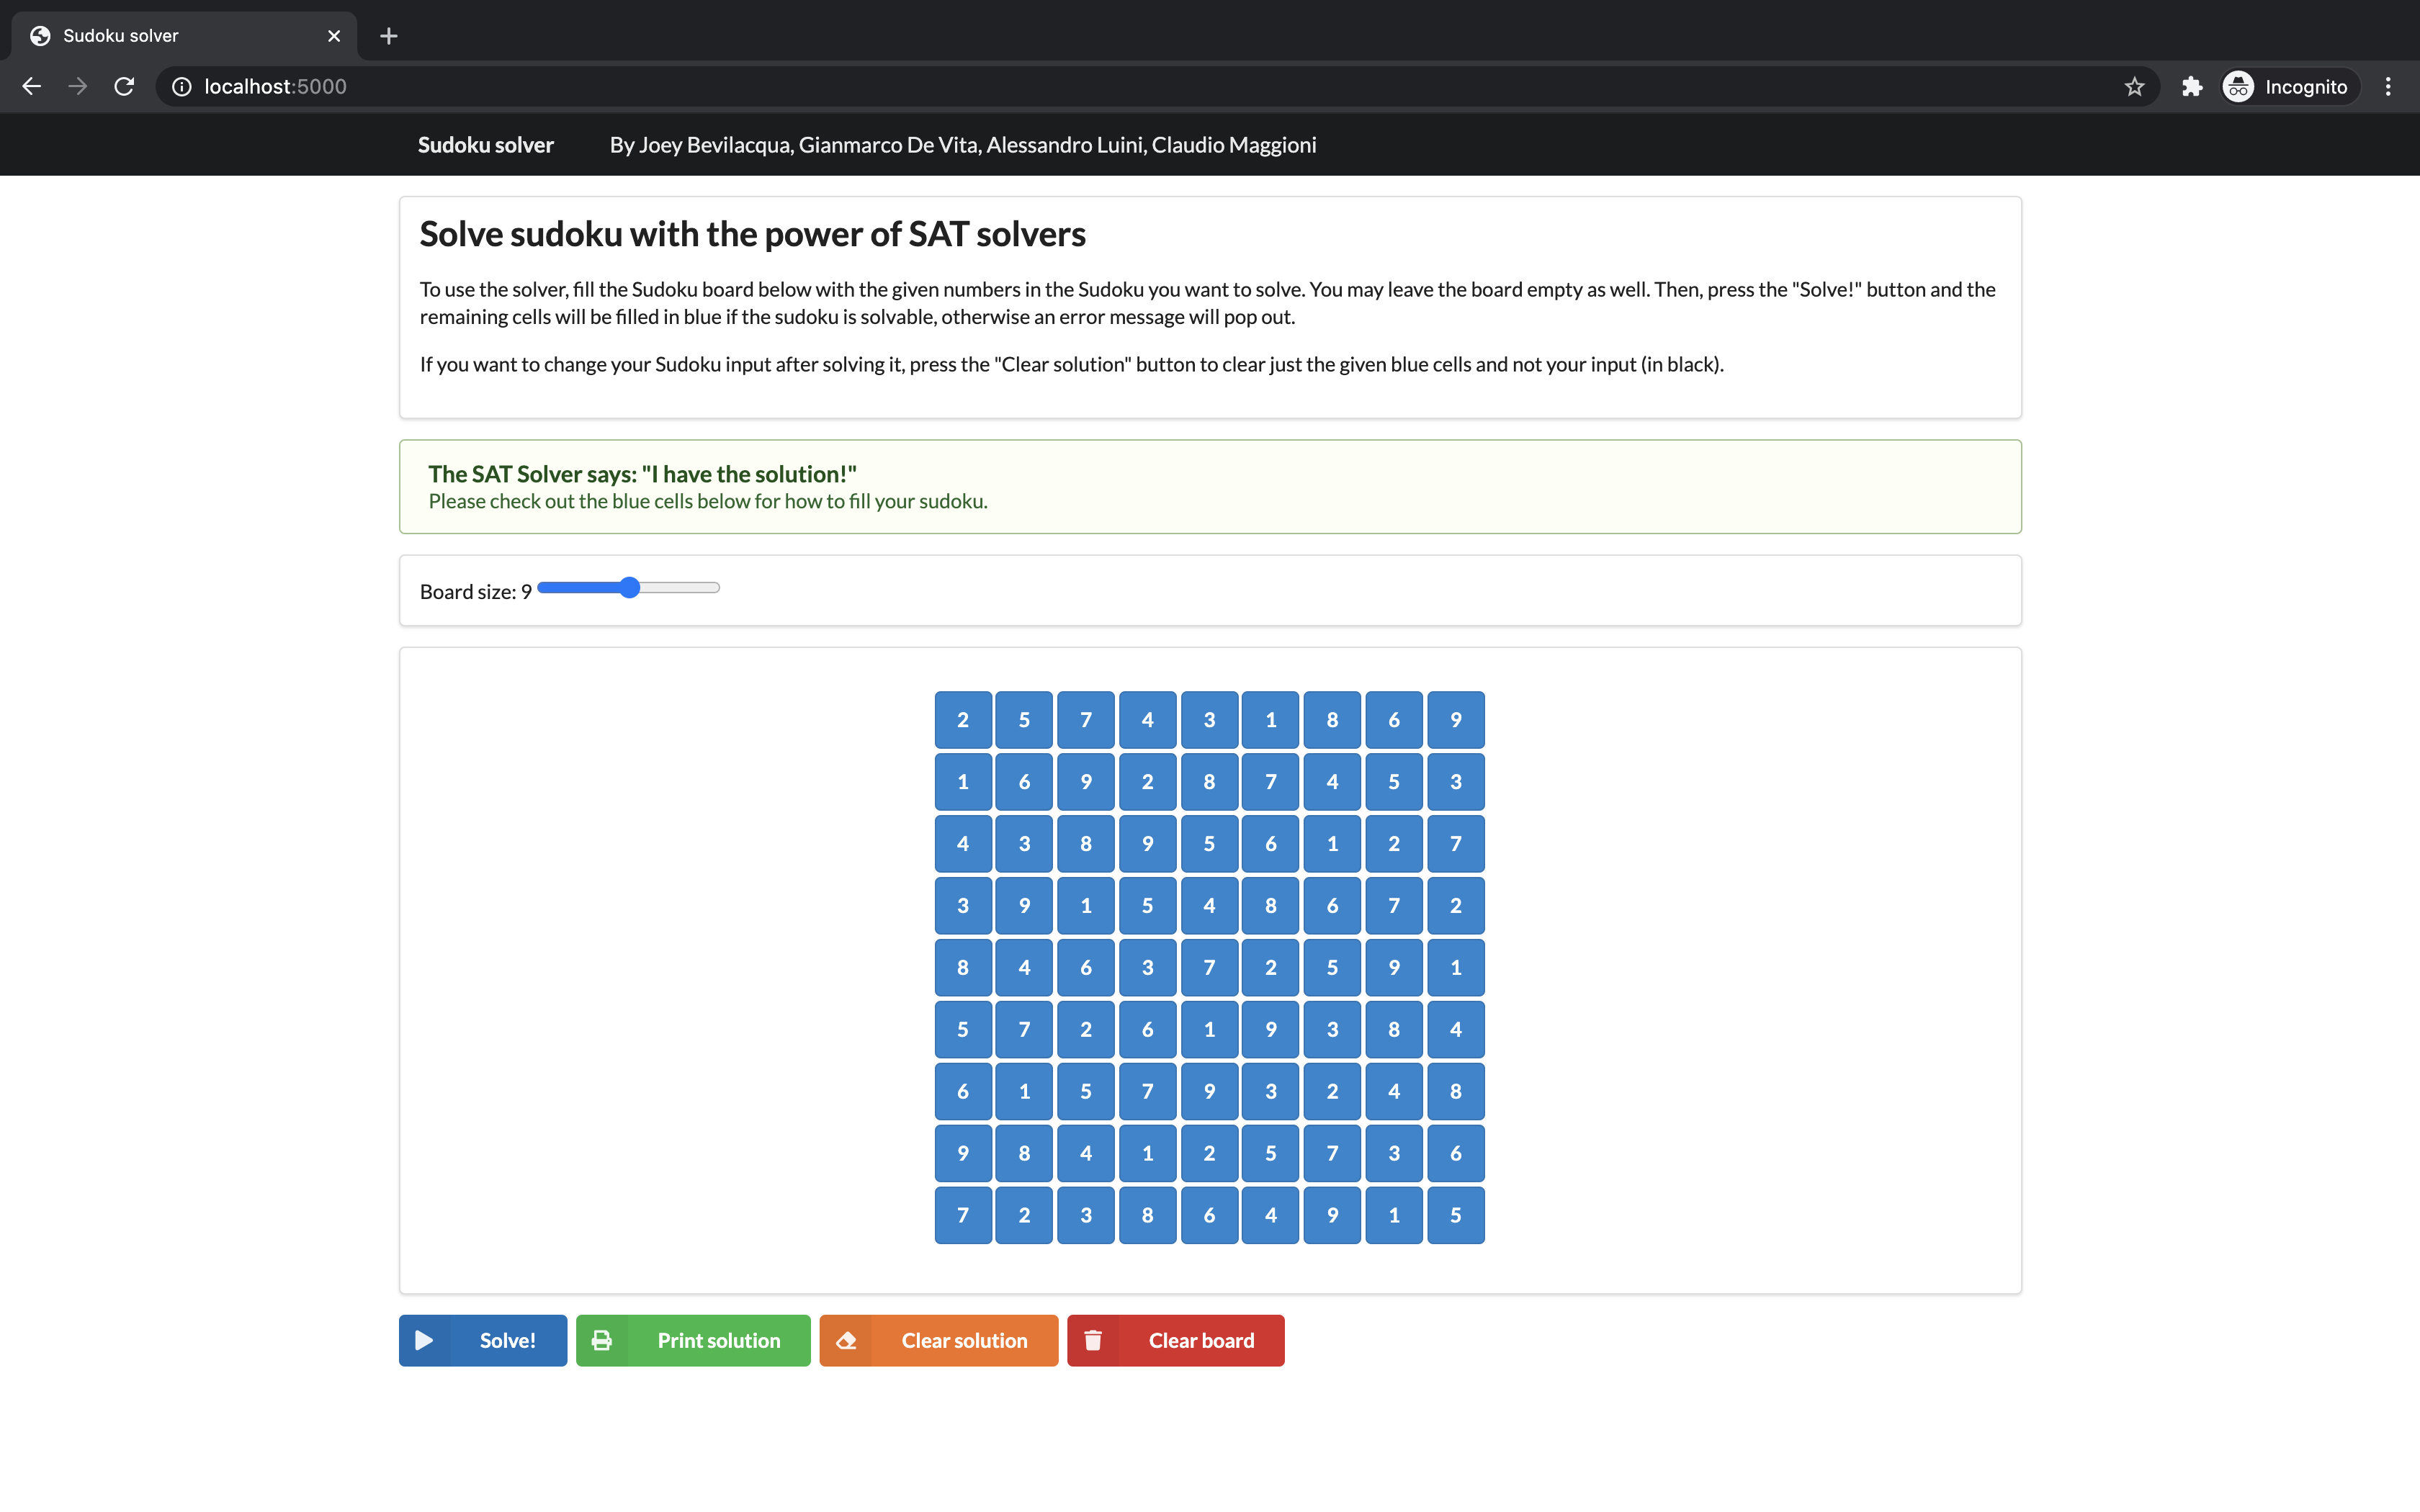 Sudoku solver
localhost:5000
Incognito
Sudoku solver By Joey Bevilacqua, Gianmarco De Vita, Alessandro Luini, Claudio Maggioni
Solve sudoku with the power of SAT solvers
To use the solver, fill the Sudoku board below with the given numbers in the Sudoku you want to solve. You may leave the board empty as well. Then, press the "Solve!" button and the
remaining cells will be filled in blue if the sudoku is solvable, otherwise an error message will pop out.
If you want to change your Sudoku input after solving it, press the "Clear solution" button to clear just the given blue cells and not your input (in black).
The SAT Solver says: "I have the solution!"
Please check out the blue cells below for how to fill your sudoku.
Board size: 9
2 5 7 4 3 1 8 6 9
1 6 9 2 8 7 4 5 3
4 3 8 9 5 6 1 2 7
3 9 1 5 4 8 6 7 2
8 4 6 3 7 2 5 9 1
5 7 2 6 1 9 3 8 4
6 1 5 7 9 3 2 4 8
9 8 4 1 2 5 7 3 6
7 2 3 8 6 4 9 1 5
Solve! Print solution Clear solution Clear board